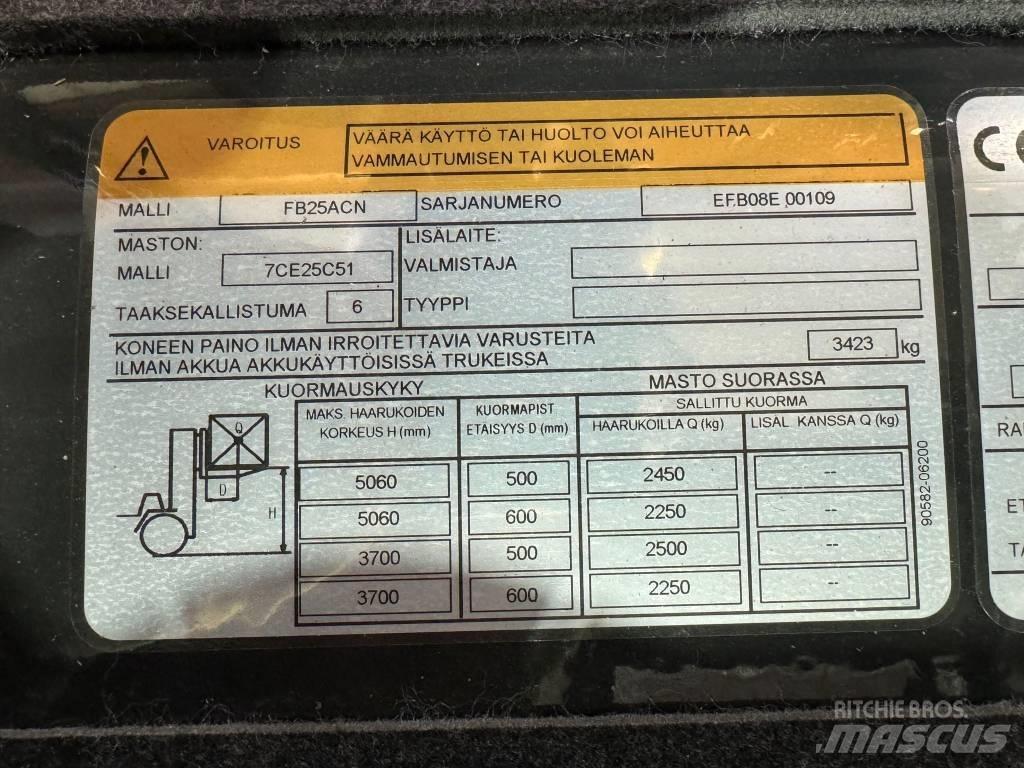 VAROITUS
VÄÄRÄ KÄYTTÖ TAI HUOLTO VOI AIHEUTTAA
VAMMAUTUMISEN TAI KUOLEMAN
MALLI FB25ACN SARJANUMERO EFB08E 00109
MASTON:
MALLI 7CE25C51
TAAKSEKALLISTUMA 6
LISÄLAITE:
VALMISTAJA
TYYPPI
KONEEN PAINO ILMAN IRROITETTAVIA VARUSTEITA
ILMAN AKKUA AKKUKÄYTTÖISISSÄ TRUKEISSA
3423 kg
KUORMAUSKYKY MASTO SUORASSA
MAKS. HAARUKOIDEN
KORKEUS H (mm)
KUORMAPIST
ETÄISYYS D (mm)
SALLITTU KUORMA
HAARUKOILLA Q (kg) LISÄL. KANSSA Q (kg)
5060 500 2450 --
5060 600 2250 --
3700 500 2500 --
3700 600 2250 --
Q
D
H
90582-06200
CE
RITCHIE BROS.
MASCUS